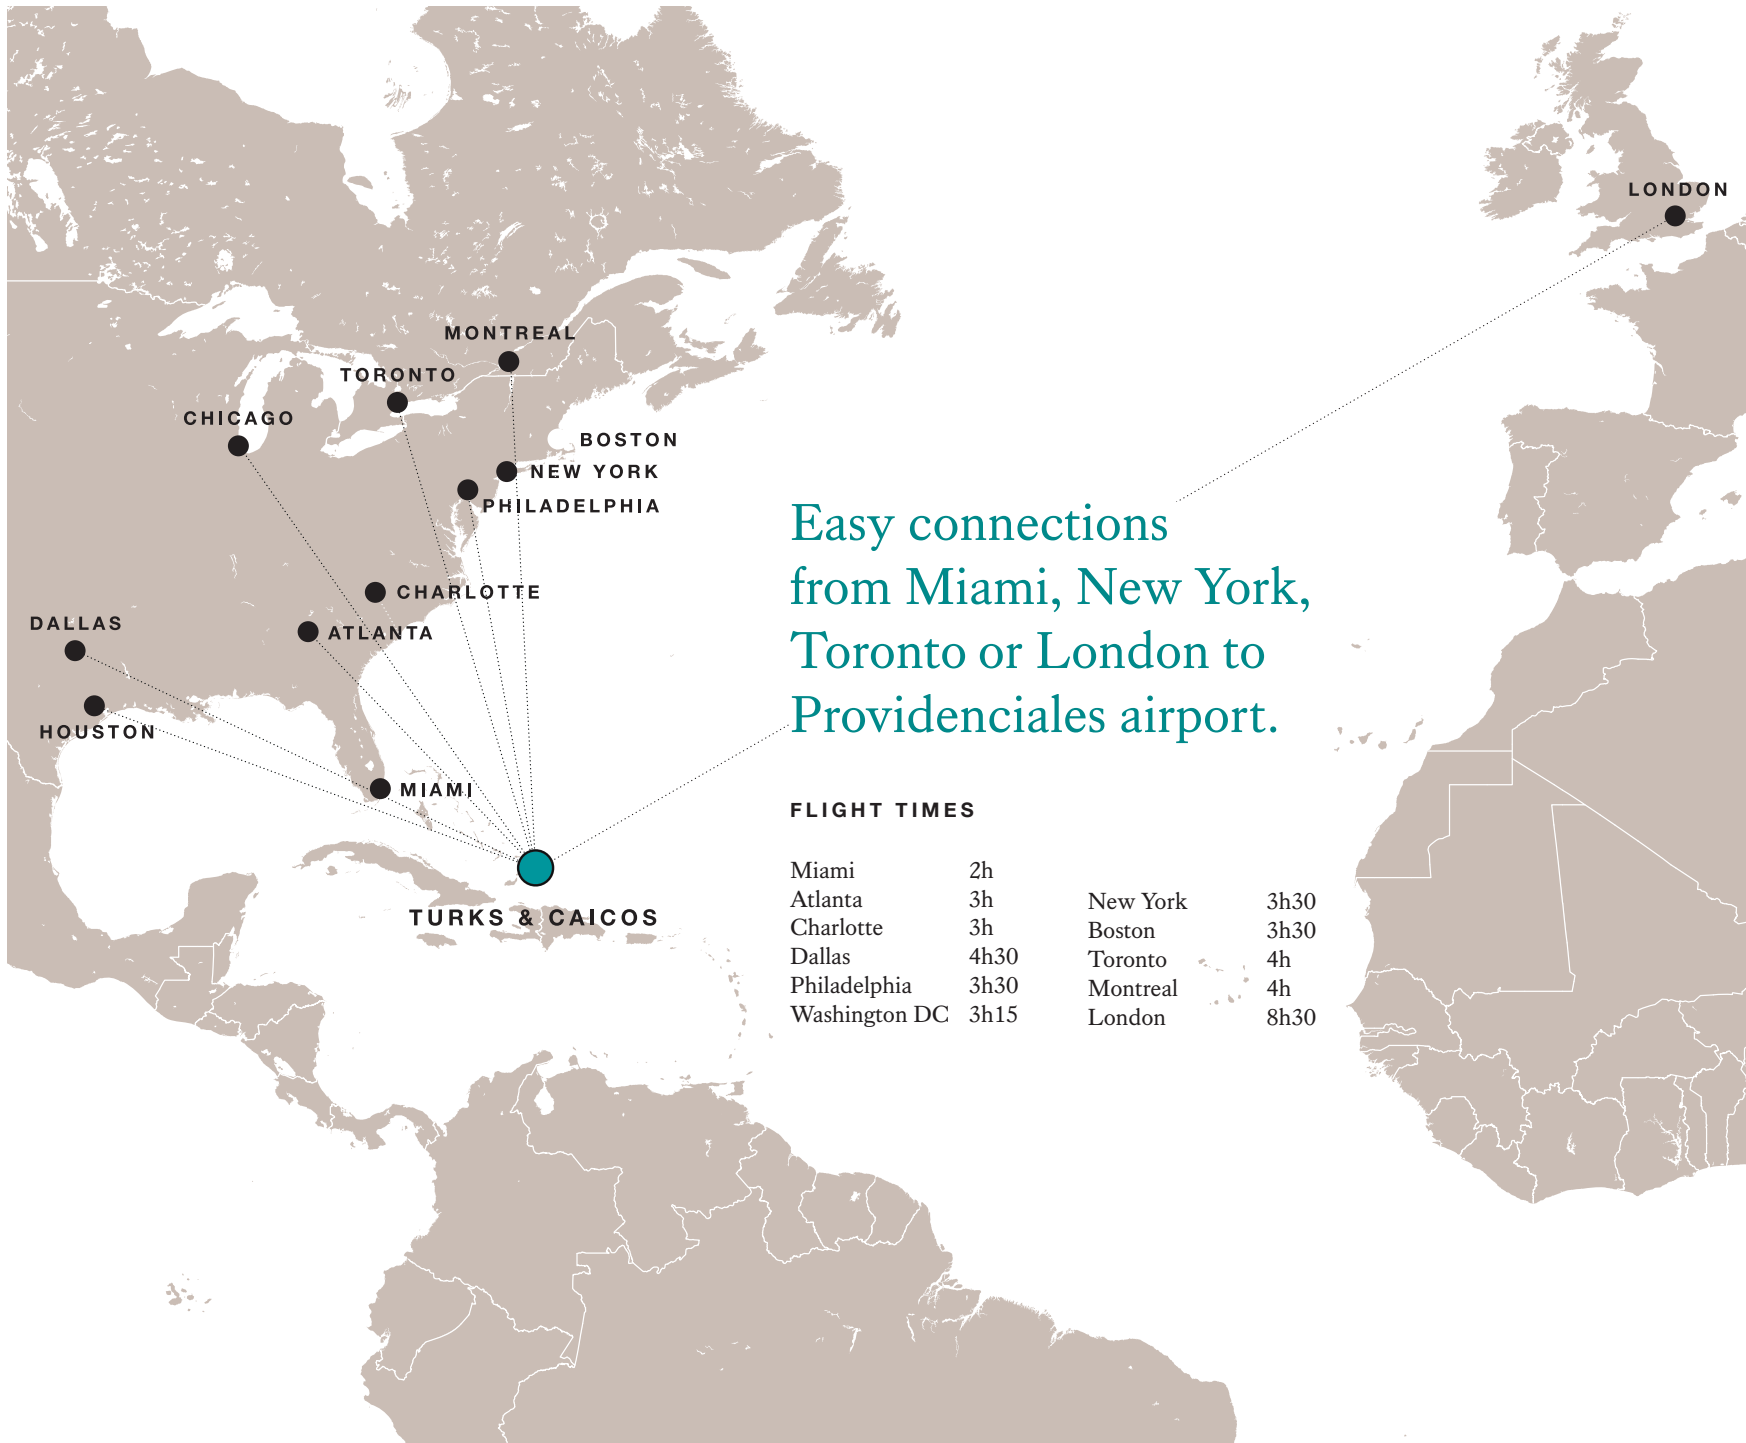 LONDON
MONTREAL
TORONTO
CHICAGO
BOSTON
NEW YORK
PHILADELPHIA
CHARLOTTE
ATLANTA
DALLAS
HOUSTON
MIAMI
TURKS & CAICOS
Easy connections
from Miami, New York,
Toronto or London to
Providenciales airport.
FLIGHT TIMES
Miami 2h
Atlanta 3h
Charlotte 3h
Dallas 4h30
Philadelphia 3h30
Washington DC 3h15
New York 3h30
Boston 3h30
Toronto 4h
Montreal 4h
London 8h30